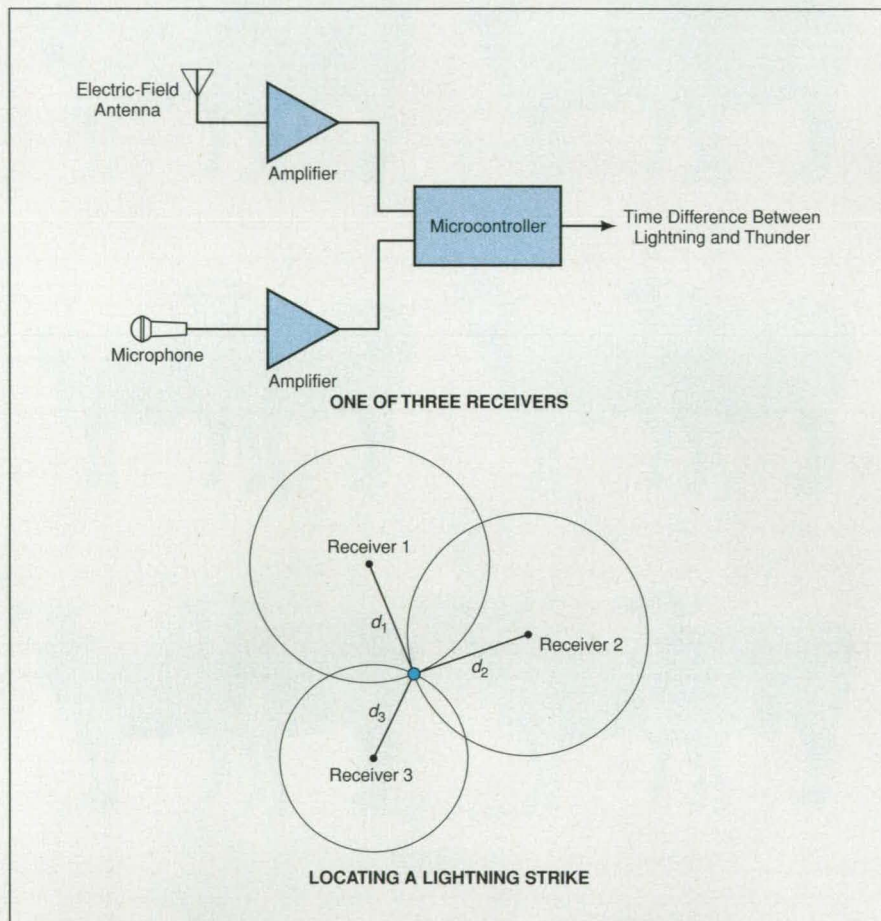 Electric-Field
Antenna
Amplifier
Microcontroller
Time Difference Between
Lightning and Thunder
Microphone
Amplifier
ONE OF THREE RECEIVERS
Receiver 1
d1
Receiver 2
d2
d3
Receiver 3
LOCATING A LIGHTNING STRIKE